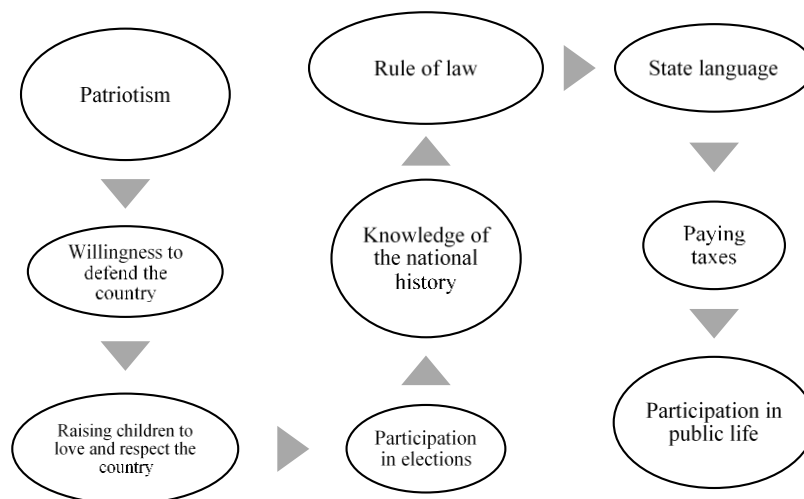 Patriotism
Willingness to
defend the
country
Raising children to
love and respect the
country
Participation
in elections
Knowledge of
the national
history
Rule of law
State language
Paying
taxes
Participation in
public life